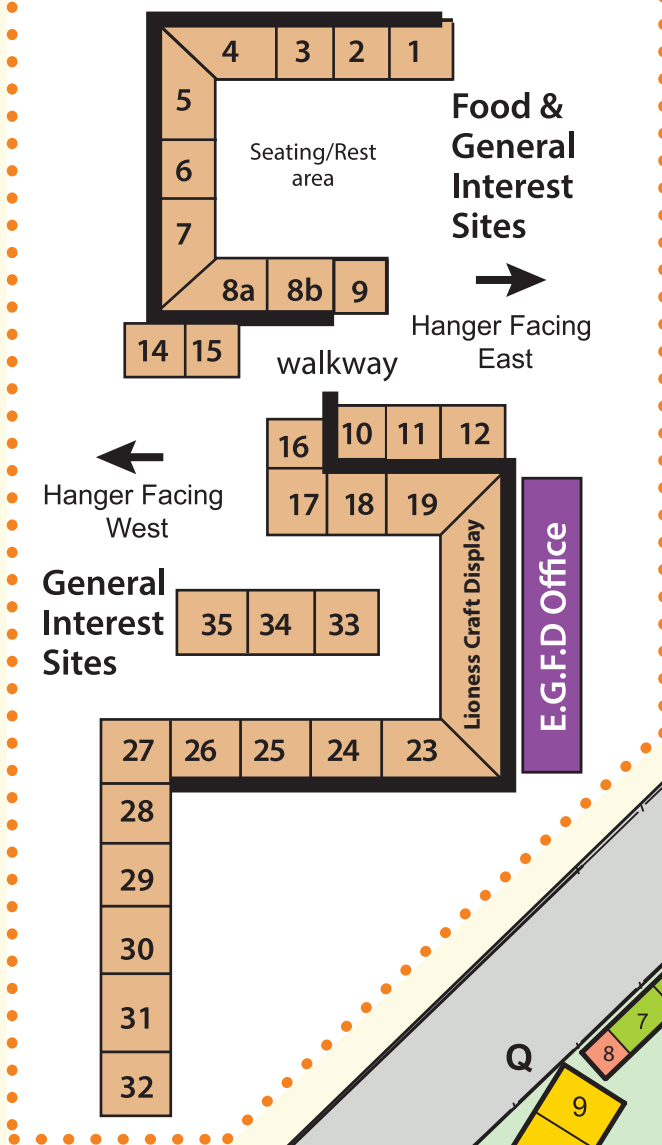 4 3 2 1
5
6
7
Seating/Rest
area
Food &
General
Interest
Sites
8a 8b 9
Hanger Facing
East
14 15
walkway
10 11 12
16
17 18 19
Hanger Facing
West
Lioness Craft Display
E.G.F.D Office
General
Interest
Sites
35 34 33
27 26 25 24 23
28
29
30
31
32
Q
7
8
9